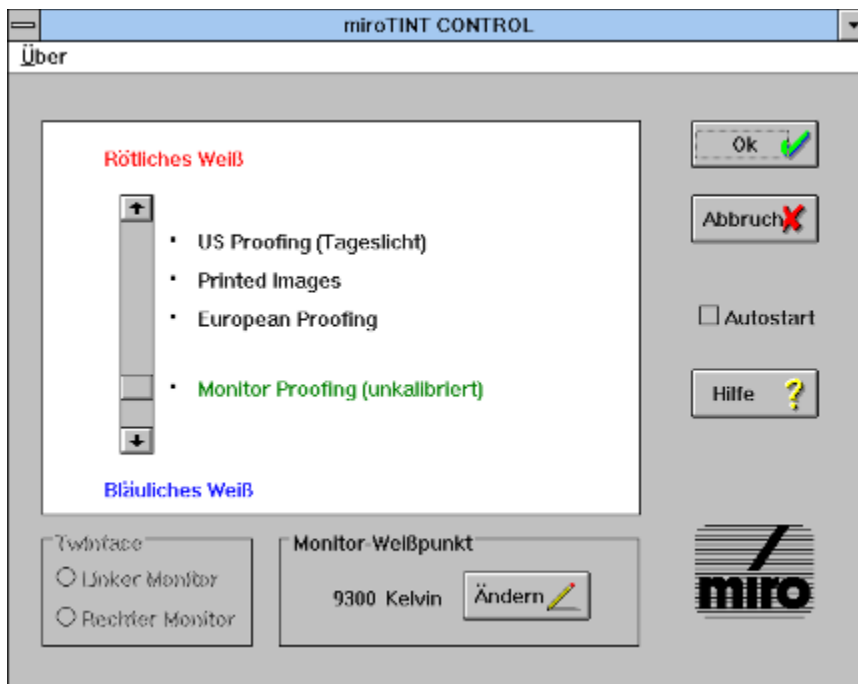 miroTINT CONTROL
Über
Rötliches Weiß
US Proofing (Tageslicht)
Printed Images
European Proofing
Monitor Proofing (unkalibriert)
Bläuliches Weiß
Ok
Abbruch
Autostart
Hilfe
Twinface
Linker Monitor
Rechter Monitor
Monitor-Weißpunkt
9300 Kelvin
Ändern
miro